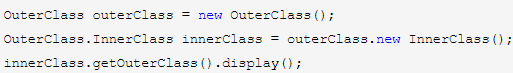 OuterClass outerClass = new OuterClass();
OuterClass.InnerClass innerClass = outerClass.new InnerClass();
innerClass.getOuterClass().display();